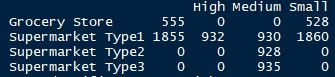 High Medium Small
Grocery Store 555 0 0 528
Supermarket Type1 1855 932 930 1860
Supermarket Type2 0 0 928 0
Supermarket Type3 0 0 935 0